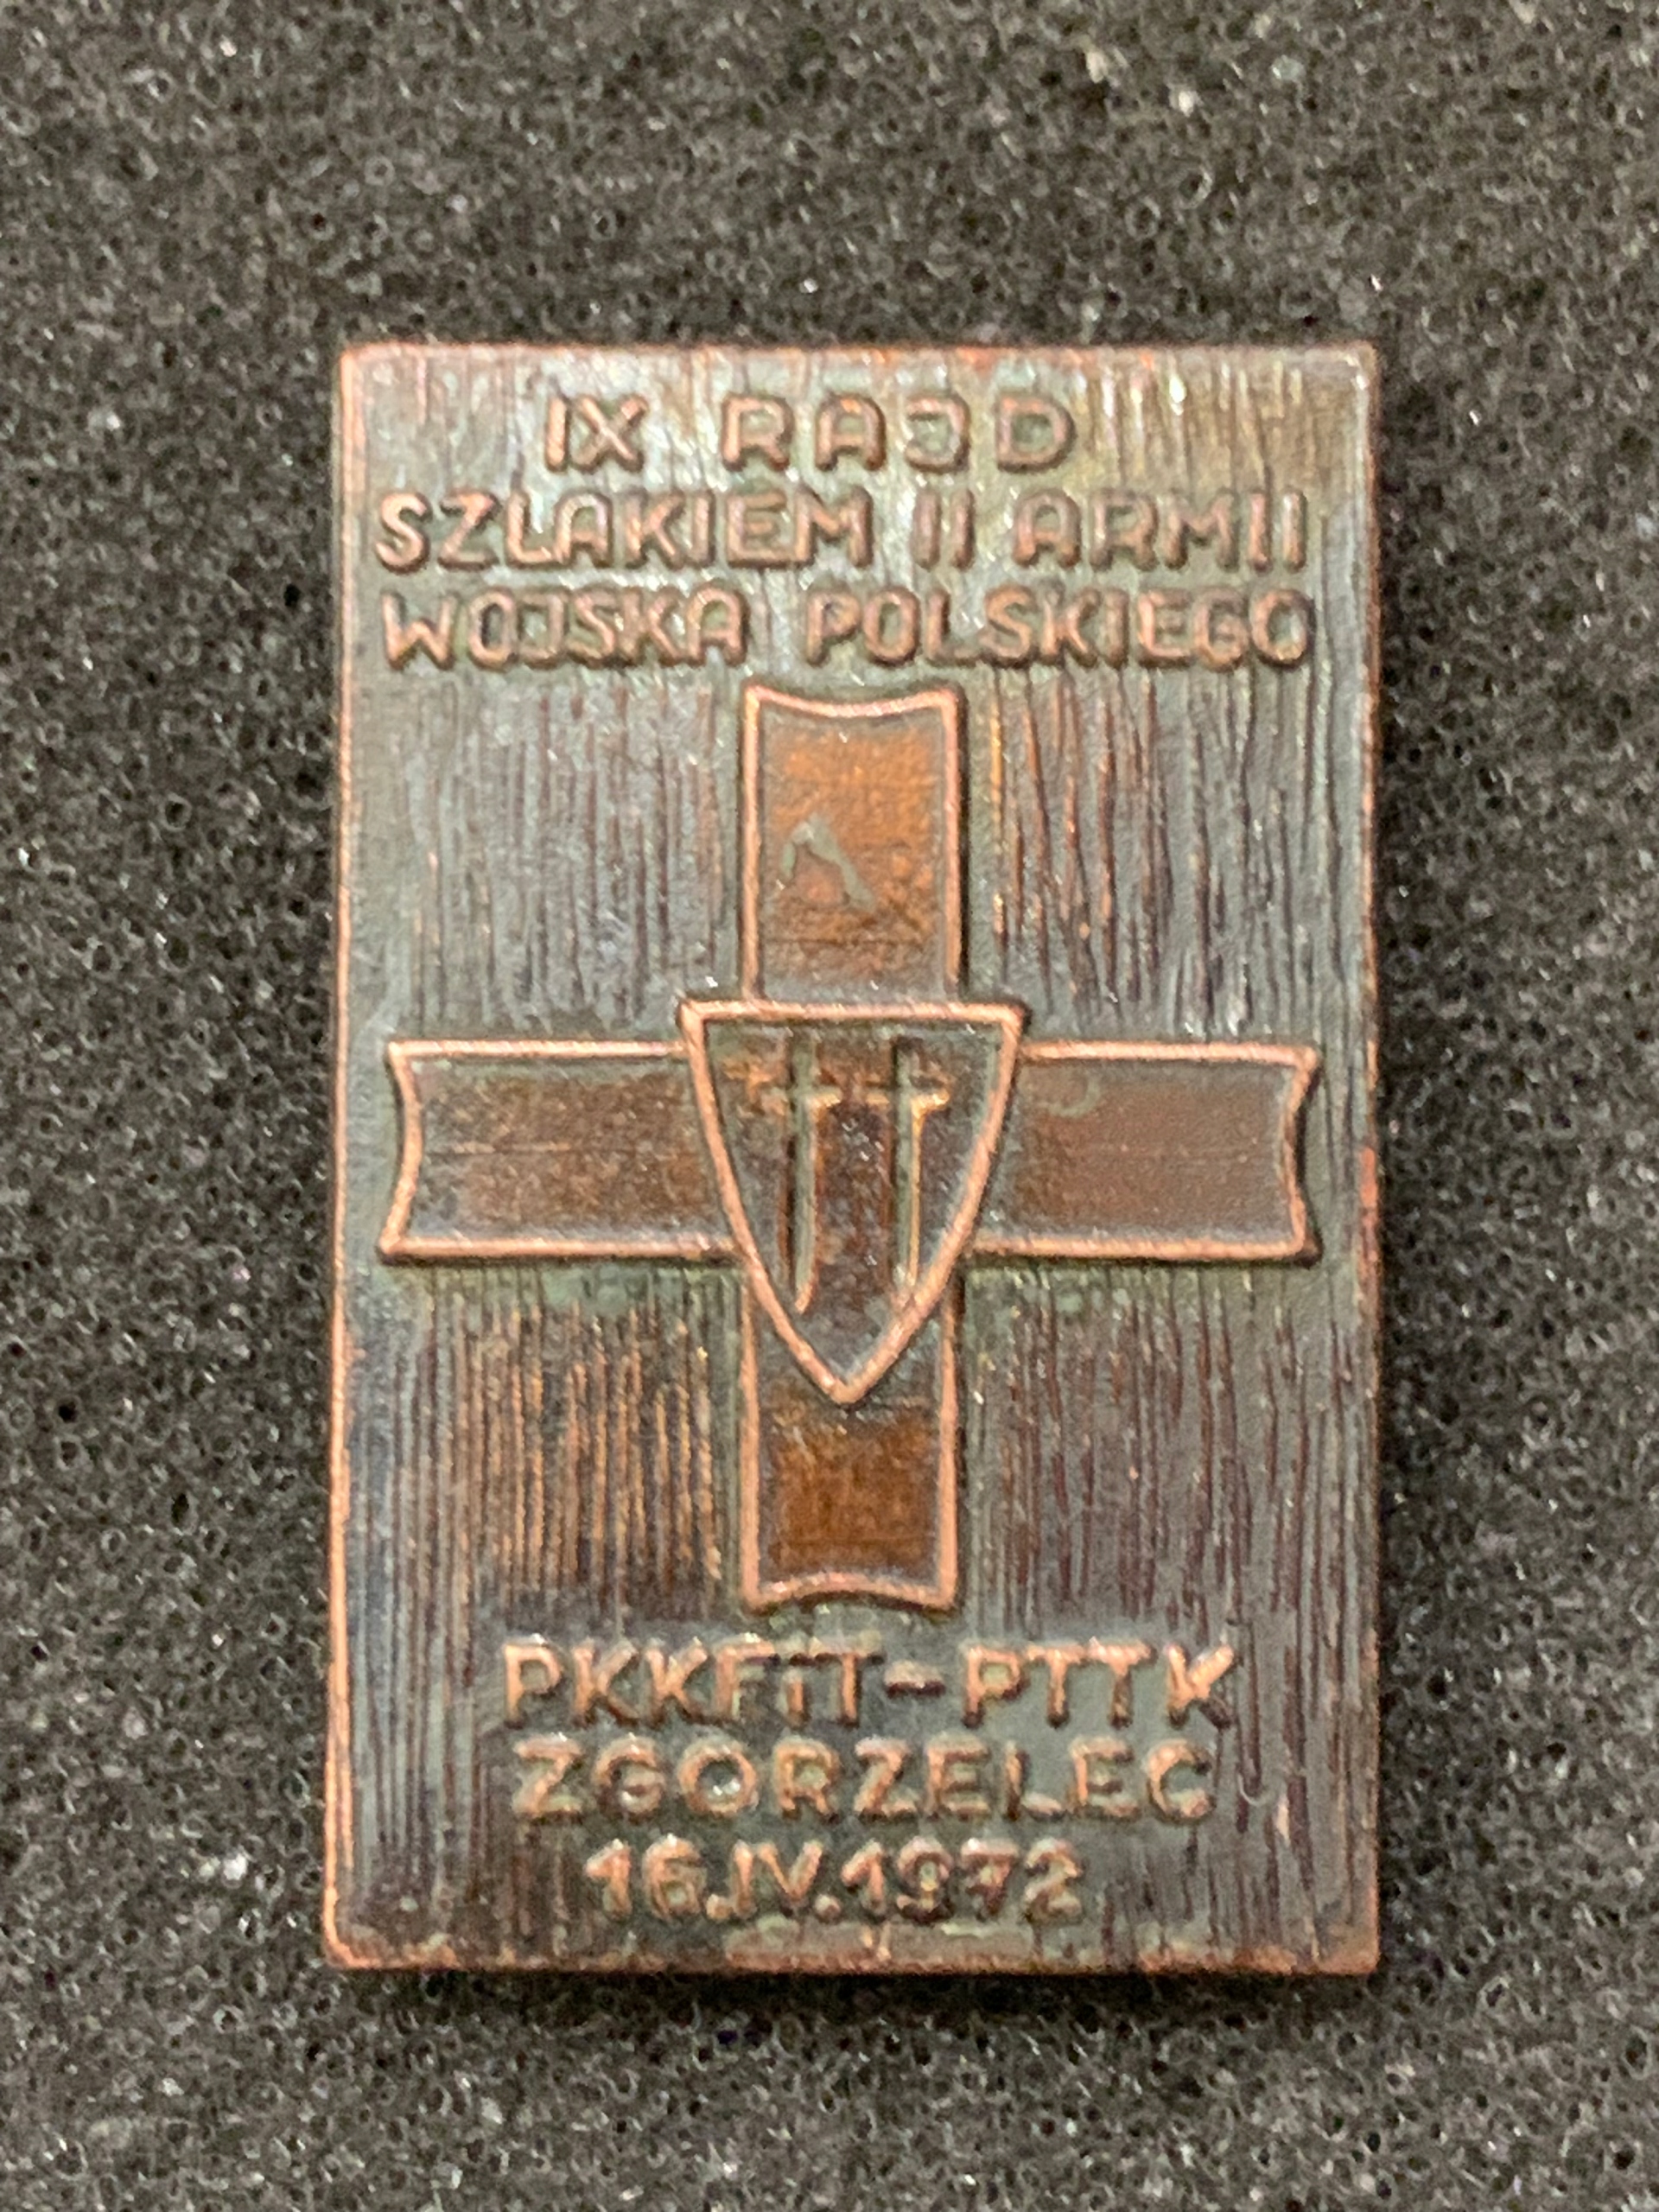 IX RAJD
SZLAKIEM II ARMII
WOJSKA POLSKIEGO
PKKFiT-PTTK
ZGORZELEC
16.IV.1972